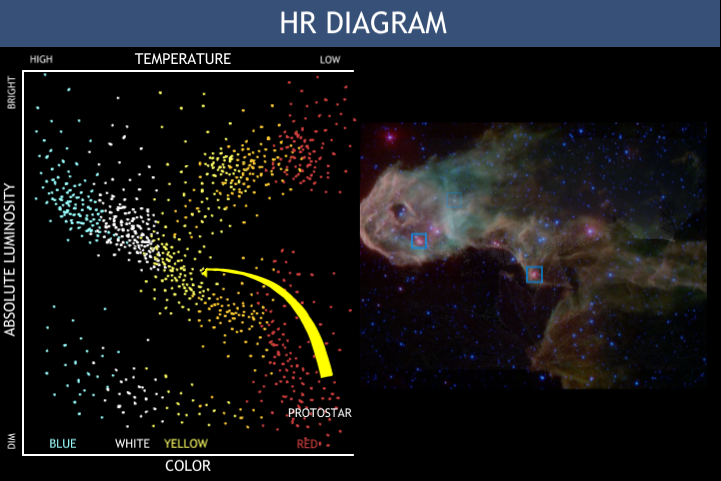 HR DIAGRAM
TEMPERATURE
HIGH
LOW
BRIGHT
ABSOLUTE LUMINOSITY
DIM
PROTOSTAR
BLUE
WHITE
YELLOW
RED
COLOR